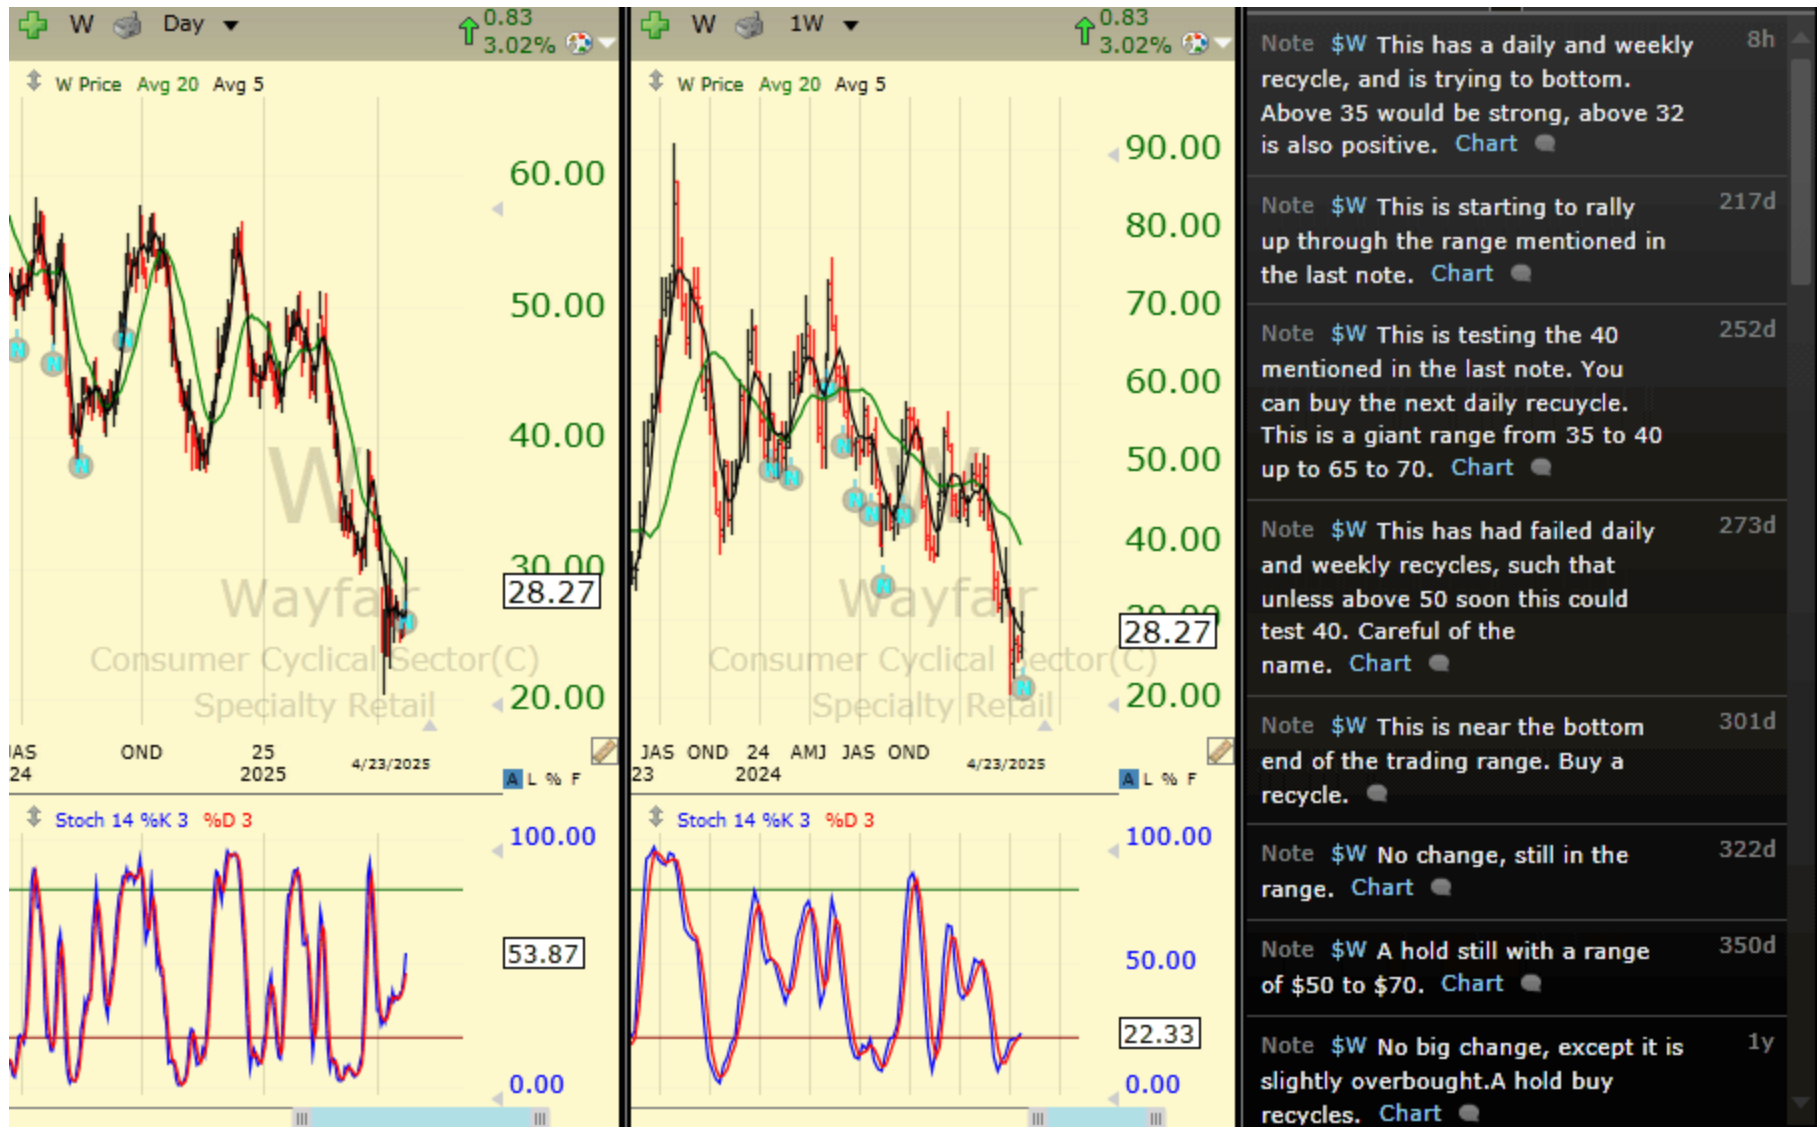 W Day 0.83
3.02%
W Price Avg 20 Avg 5
60.00
50.00
40.00
30.00
28.27
20.00
W
Wayfair
Consumer Cyclical Sector(C)
Specialty Retail
JAS OND 25
24 2025 4/23/2025
A L % F
Stoch 14 %K 3 %D 3
100.00
53.87
0.00
W 1W 0.83
3.02%
W Price Avg 20 Avg 5
90.00
80.00
70.00
60.00
50.00
40.00
30.00
28.27
20.00
W
Wayfair
Consumer Cyclical Sector(C)
Specialty Retail
JAS OND 24 AMJ JAS OND
23 2024 4/23/2025
A L % F
Stoch 14 %K 3 %D 3
100.00
50.00
22.33
0.00
Note $W This has a daily and weekly 8h
recycle, and is trying to bottom.
Above 35 would be strong, above 32
is also positive. Chart
Note $W This is starting to rally 217d
up through the range mentioned in
the last note. Chart
Note $W This is testing the 40 252d
mentioned in the last note. You
can buy the next daily recuycle.
This is a giant range from 35 to 40
up to 65 to 70. Chart
Note $W This has had failed daily 273d
and weekly recycles, such that
unless above 50 soon this could
test 40. Careful of the
name. Chart
Note $W This is near the bottom 301d
end of the trading range. Buy a
recycle.
Note $W No change, still in the 322d
range. Chart
Note $W A hold still with a range 350d
of $50 to $70. Chart
Note $W No big change, except it is 1y
slightly overbought.A hold buy
recycles. Chart